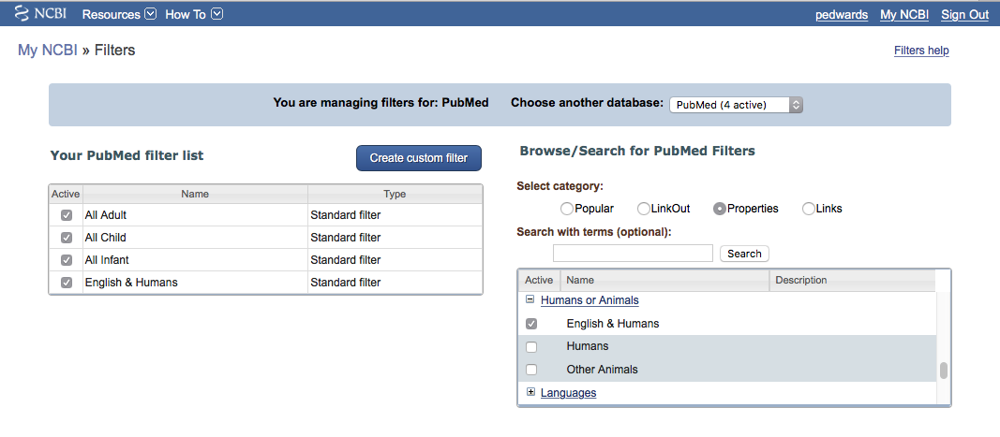 NCBI Resources How To pedwards My NCBI Sign Out
My NCBI » Filters Filters help
You are managing filters for: PubMed Choose another database: PubMed (4 active)
Your PubMed filter list Create custom filter
Active Name Type
All Adult Standard filter
All Child Standard filter
All Infant Standard filter
English & Humans Standard filter
Browse/Search for PubMed Filters
Select category:
Popular LinkOut Properties Links
Search with terms (optional):
Search
Active Name Description
Humans or Animals
English & Humans
Humans
Other Animals
Languages